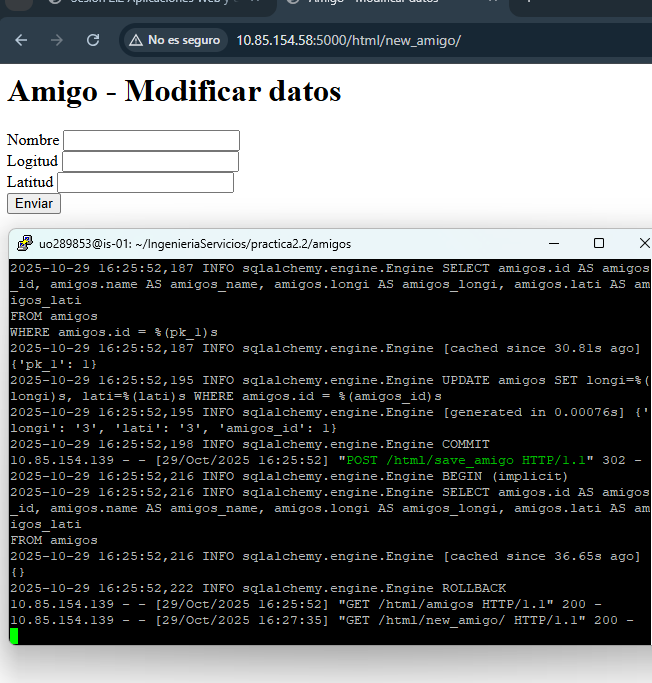 Sesión 2.2 Aplicaciones Web y
Amigo - Modificar datos
No es seguro
10.85.154.58:5000/html/new_amigo/
Amigo - Modificar datos
Nombre
Logitud
Latitud
Enviar
uo289853@is-01: ~/IngenieriaServicios/practica2.2/amigos
2025-10-29 16:25:52,187 INFO sqlalchemy.engine.Engine SELECT amigos.id AS amigos
_id, amigos.name AS amigos_name, amigos.longi AS amigos_longi, amigos.lati AS am
igos_lati
FROM amigos
WHERE amigos.id = %(pk_1)s
2025-10-29 16:25:52,187 INFO sqlalchemy.engine.Engine [cached since 30.81s ago]
{'pk_1': 1}
2025-10-29 16:25:52,195 INFO sqlalchemy.engine.Engine UPDATE amigos SET longi=%(
longi)s, lati=%(lati)s WHERE amigos.id = %(amigos_id)s
2025-10-29 16:25:52,195 INFO sqlalchemy.engine.Engine [generated in 0.00076s] {'
longi': '3', 'lati': '3', 'amigos_id': 1}
2025-10-29 16:25:52,198 INFO sqlalchemy.engine.Engine COMMIT
10.85.154.139 - - [29/Oct/2025 16:25:52] "POST /html/save_amigo HTTP/1.1" 302 -
2025-10-29 16:25:52,216 INFO sqlalchemy.engine.Engine BEGIN (implicit)
2025-10-29 16:25:52,216 INFO sqlalchemy.engine.Engine SELECT amigos.id AS amigos
_id, amigos.name AS amigos_name, amigos.longi AS amigos_longi, amigos.lati AS am
igos_lati
FROM amigos
2025-10-29 16:25:52,216 INFO sqlalchemy.engine.Engine [cached since 36.65s ago]
{}
2025-10-29 16:25:52,222 INFO sqlalchemy.engine.Engine ROLLBACK
10.85.154.139 - - [29/Oct/2025 16:25:52] "GET /html/amigos HTTP/1.1" 200 -
10.85.154.139 - - [29/Oct/2025 16:27:35] "GET /html/new_amigo/ HTTP/1.1" 200 -